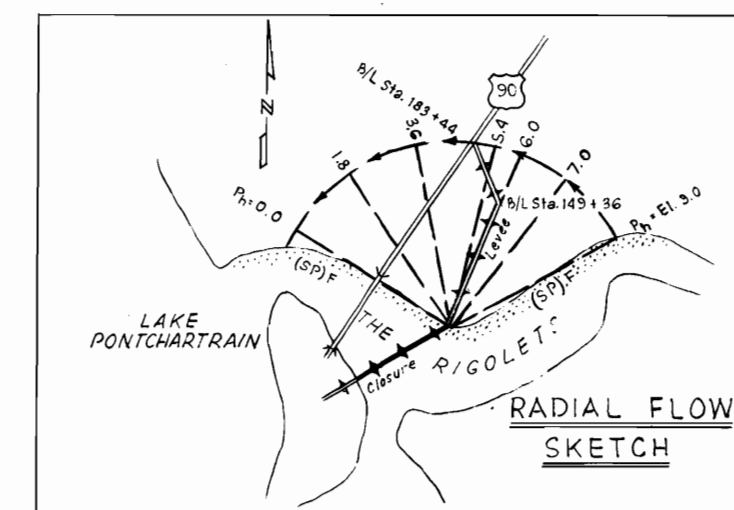 N
90
B/L Sta. 183+44
5.4
6.0
3.6
7.0
1.8
B/L Sta. 149+36
Ph=0.0
Ph=El. 9.0
Levee
(SP).F
(SP).F
LAKE
PONTCHARTRAIN
THE
RIGOLETS
Closure
RADIAL FLOW
SKETCH